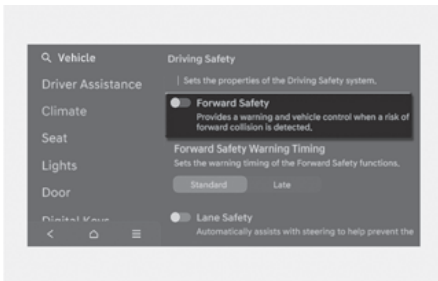 Vehicle
Driver Assistance
Climate
Seat
Lights
Door
Digital Keys
Driving Safety
Sets the properties of the Driving Safety system.
Forward Safety
Provides a warning and vehicle control when a risk of
forward collision is detected.
Forward Safety Warning Timing
Sets the warning timing of the Forward Safety functions.
Standard
Late
Lane Safety
Automatically assists with steering to help prevent the